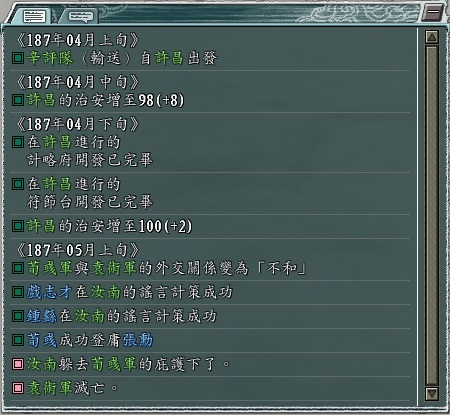 《187年04月上旬》
辛評隊（輸送）自許昌出發
《187年04月中旬》
許昌的治安增至98(+8)
《187年04月下旬》
在許昌進行的
計略府開發已完畢
在許昌進行的
符節台開發已完畢
許昌的治安增至100(+2)
《187年05月上旬》
荀彧軍與袁術軍的外交關係變為「不和」
戲志才在汝南的謠言計策成功
鍾繇在汝南的謠言計策成功
荀彧成功登庸張勳
汝南躲去荀彧軍的庇護下了。
袁術軍滅亡。